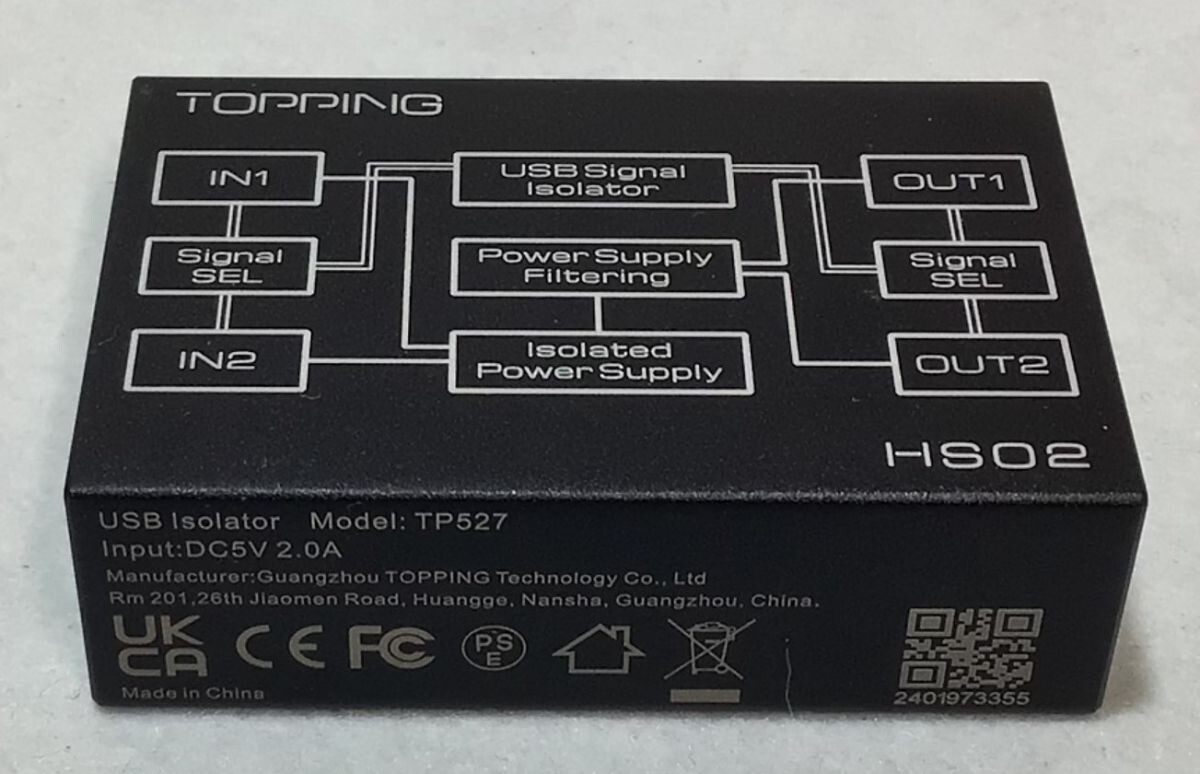 TOPPING
IN1
USB Signal
Isolator
OUT1
Signal
SEL
Power Supply
Filtering
Signal
SEL
IN2
Isolated
Power Supply
OUT2
HS02
USB Isolator Model: TP527
Input:DC5V 2.0A
Manufacturer:Guangzhou TOPPING Technology Co., Ltd
Rm 201,26th Jiaomen Road, Huangge, Nansha, Guangzhou, China.
UK
CA CE FC PS
E
Made in China
2401973355